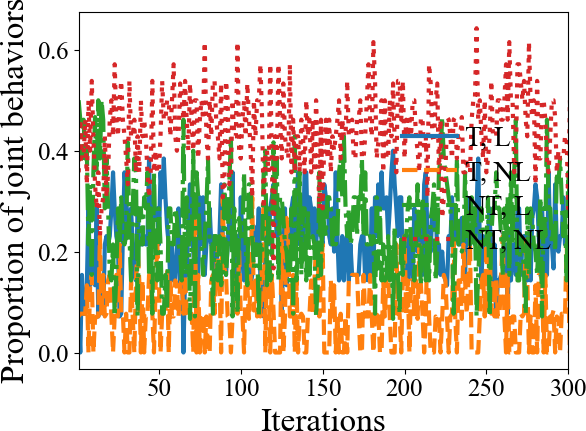 Proportion of joint behaviors
0.6
0.4
0.2
0.0
T, L
T, NL
NT, L
NT, NL
50
100
150
200
250
300
Iterations